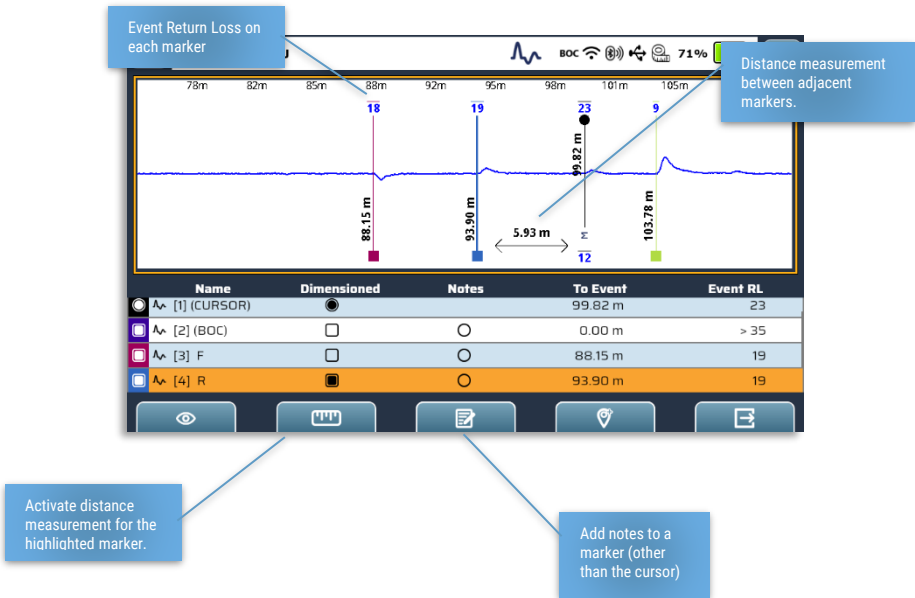 Event Return Loss on
each marker
BOC
71%
Distance measurement
between adjacent
markers.
78m 82m 85m 88m 92m 95m 98m 101m 105m
18 19 23 9
99.82 m
88.15 m
93.90 m
5.93 m
103.78 m
M
12
Name Dimensioned Notes To Event Event RL
[1] (CURSOR) 99.82 m 23
[2] (BOC) 0.00 m > 35
[3] F 88.15 m 19
[4] R 93.90 m 19
Activate distance
measurement for the
highlighted marker.
Add notes to a
marker (other
than the cursor)